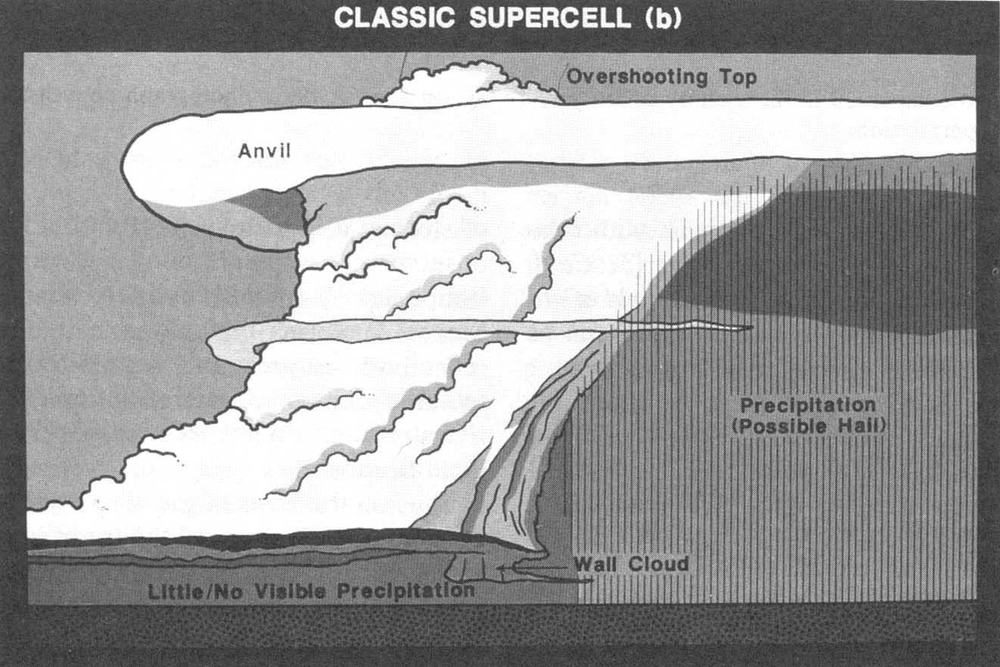 CLASSIC SUPERCELL (b)
Overshooting Top
Anvil
Precipitation
(Possible Hail)
Wall Cloud
Little/No Visible Precipitation